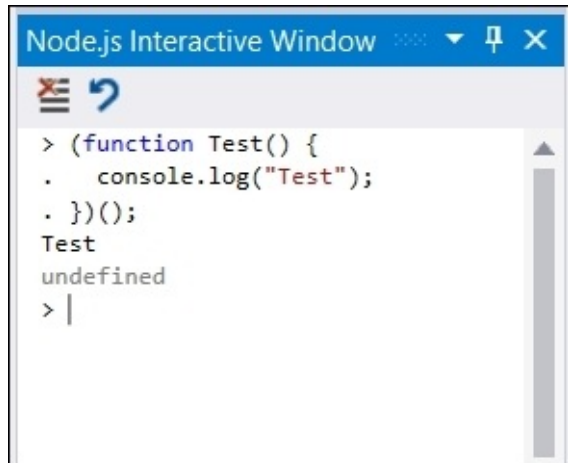 Node.js Interactive Window
> (function Test() {
.   console.log("Test");
. })();
Test
undefined
>